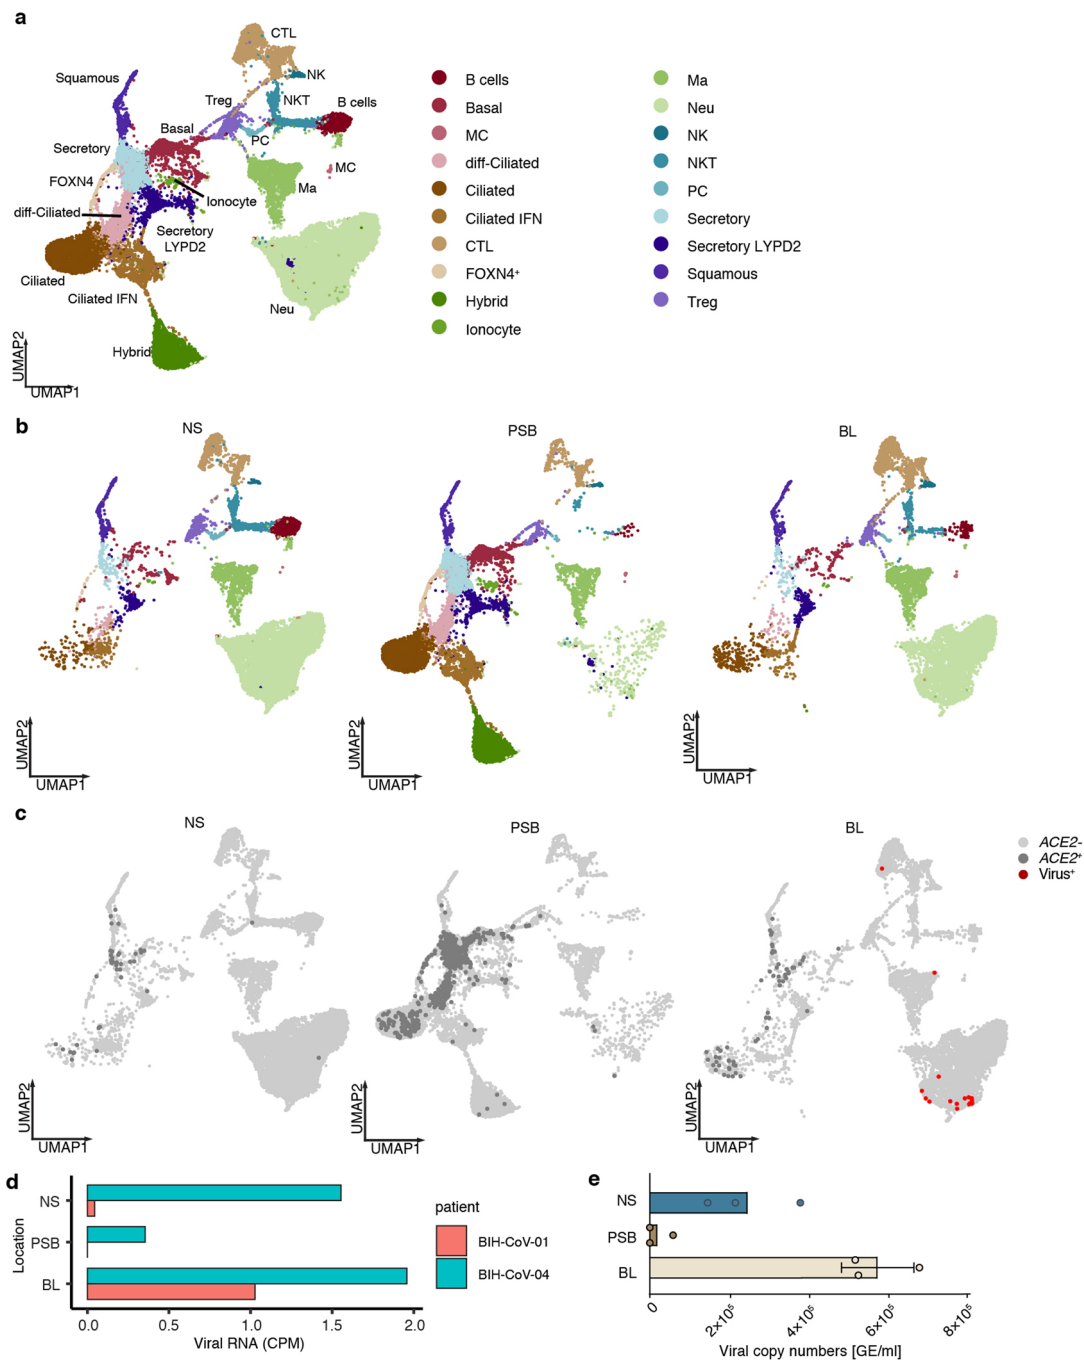 a
CTL
Squamous
NK
Treg
NKT
B cells
Basal
PC
Secretory
MC
FOXN4
Ma
Ionocyte
diff-Ciliated
Secretory
LYPD2
Ciliated
Ciliated IFN
Neu
Hybrid
UMAP2
UMAP1
B cells
Basal
MC
diff-Ciliated
Ciliated
Ciliated IFN
CTL
FOXN4⁺
Hybrid
Ionocyte
Ma
Neu
NK
NKT
PC
Secretory
Secretory LYPD2
Squamous
Treg
b
NS
PSB
BL
UMAP2
UMAP1
UMAP2
UMAP1
UMAP2
UMAP1
c
NS
PSB
BL
ACE2-
ACE2⁺
Virus⁺
UMAP2
UMAP1
UMAP2
UMAP1
UMAP2
UMAP1
d
Location
NS
PSB
BL
0.0 0.5 1.0 1.5 2.0
Viral RNA (CPM)
patient
BIH-CoV-01
BIH-CoV-04
e
NS
PSB
BL
0 2×10⁵ 4×10⁵ 6×10⁵ 8×10⁵
Viral copy numbers [GE/ml]